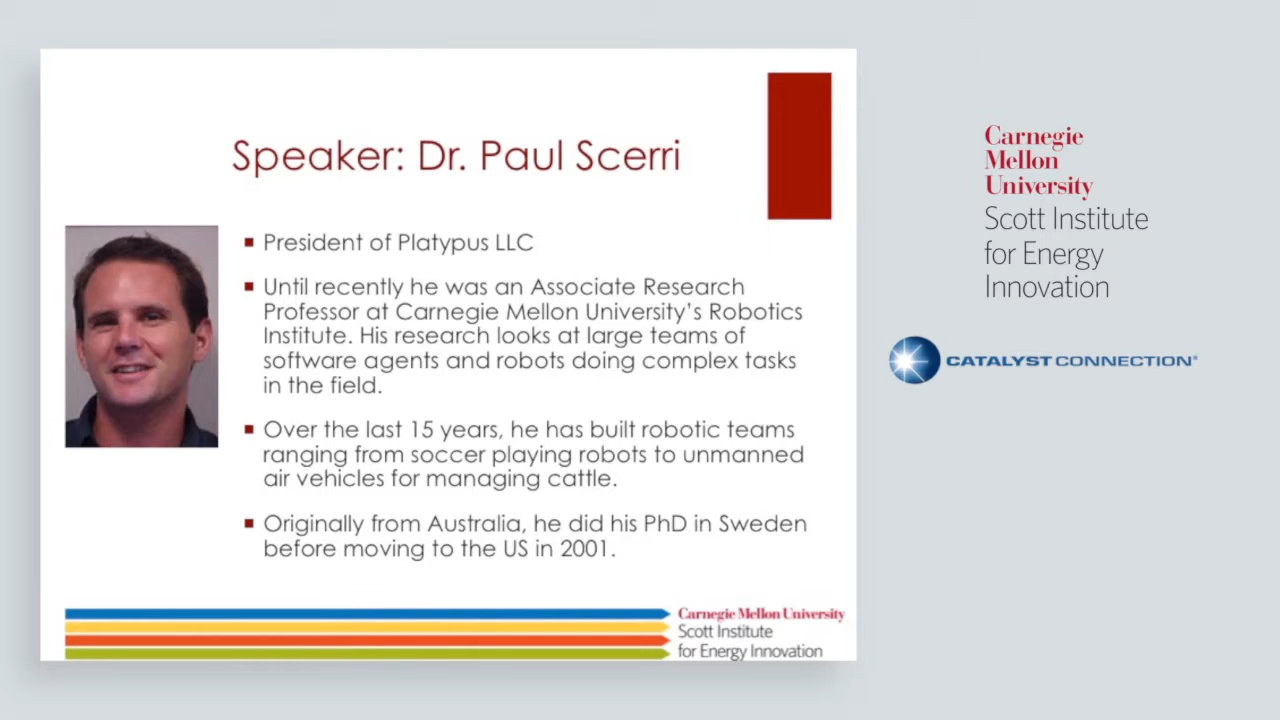 Speaker: Dr. Paul Scerri
President of Platypus LLC
Until recently he was an Associate Research
Professor at Carnegie Mellon University's Robotics
Institute. His research looks at large teams of
software agents and robots doing complex tasks
in the field.
Over the last 15 years, he has built robotic teams
ranging from soccer playing robots to unmanned
air vehicles for managing cattle.
Originally from Australia, he did his PhD in Sweden
before moving to the US in 2001.
Carnegie Mellon University
Scott Institute
for Energy Innovation
Carnegie
Mellon
University
Scott Institute
for Energy
Innovation
CATALYST CONNECTION®